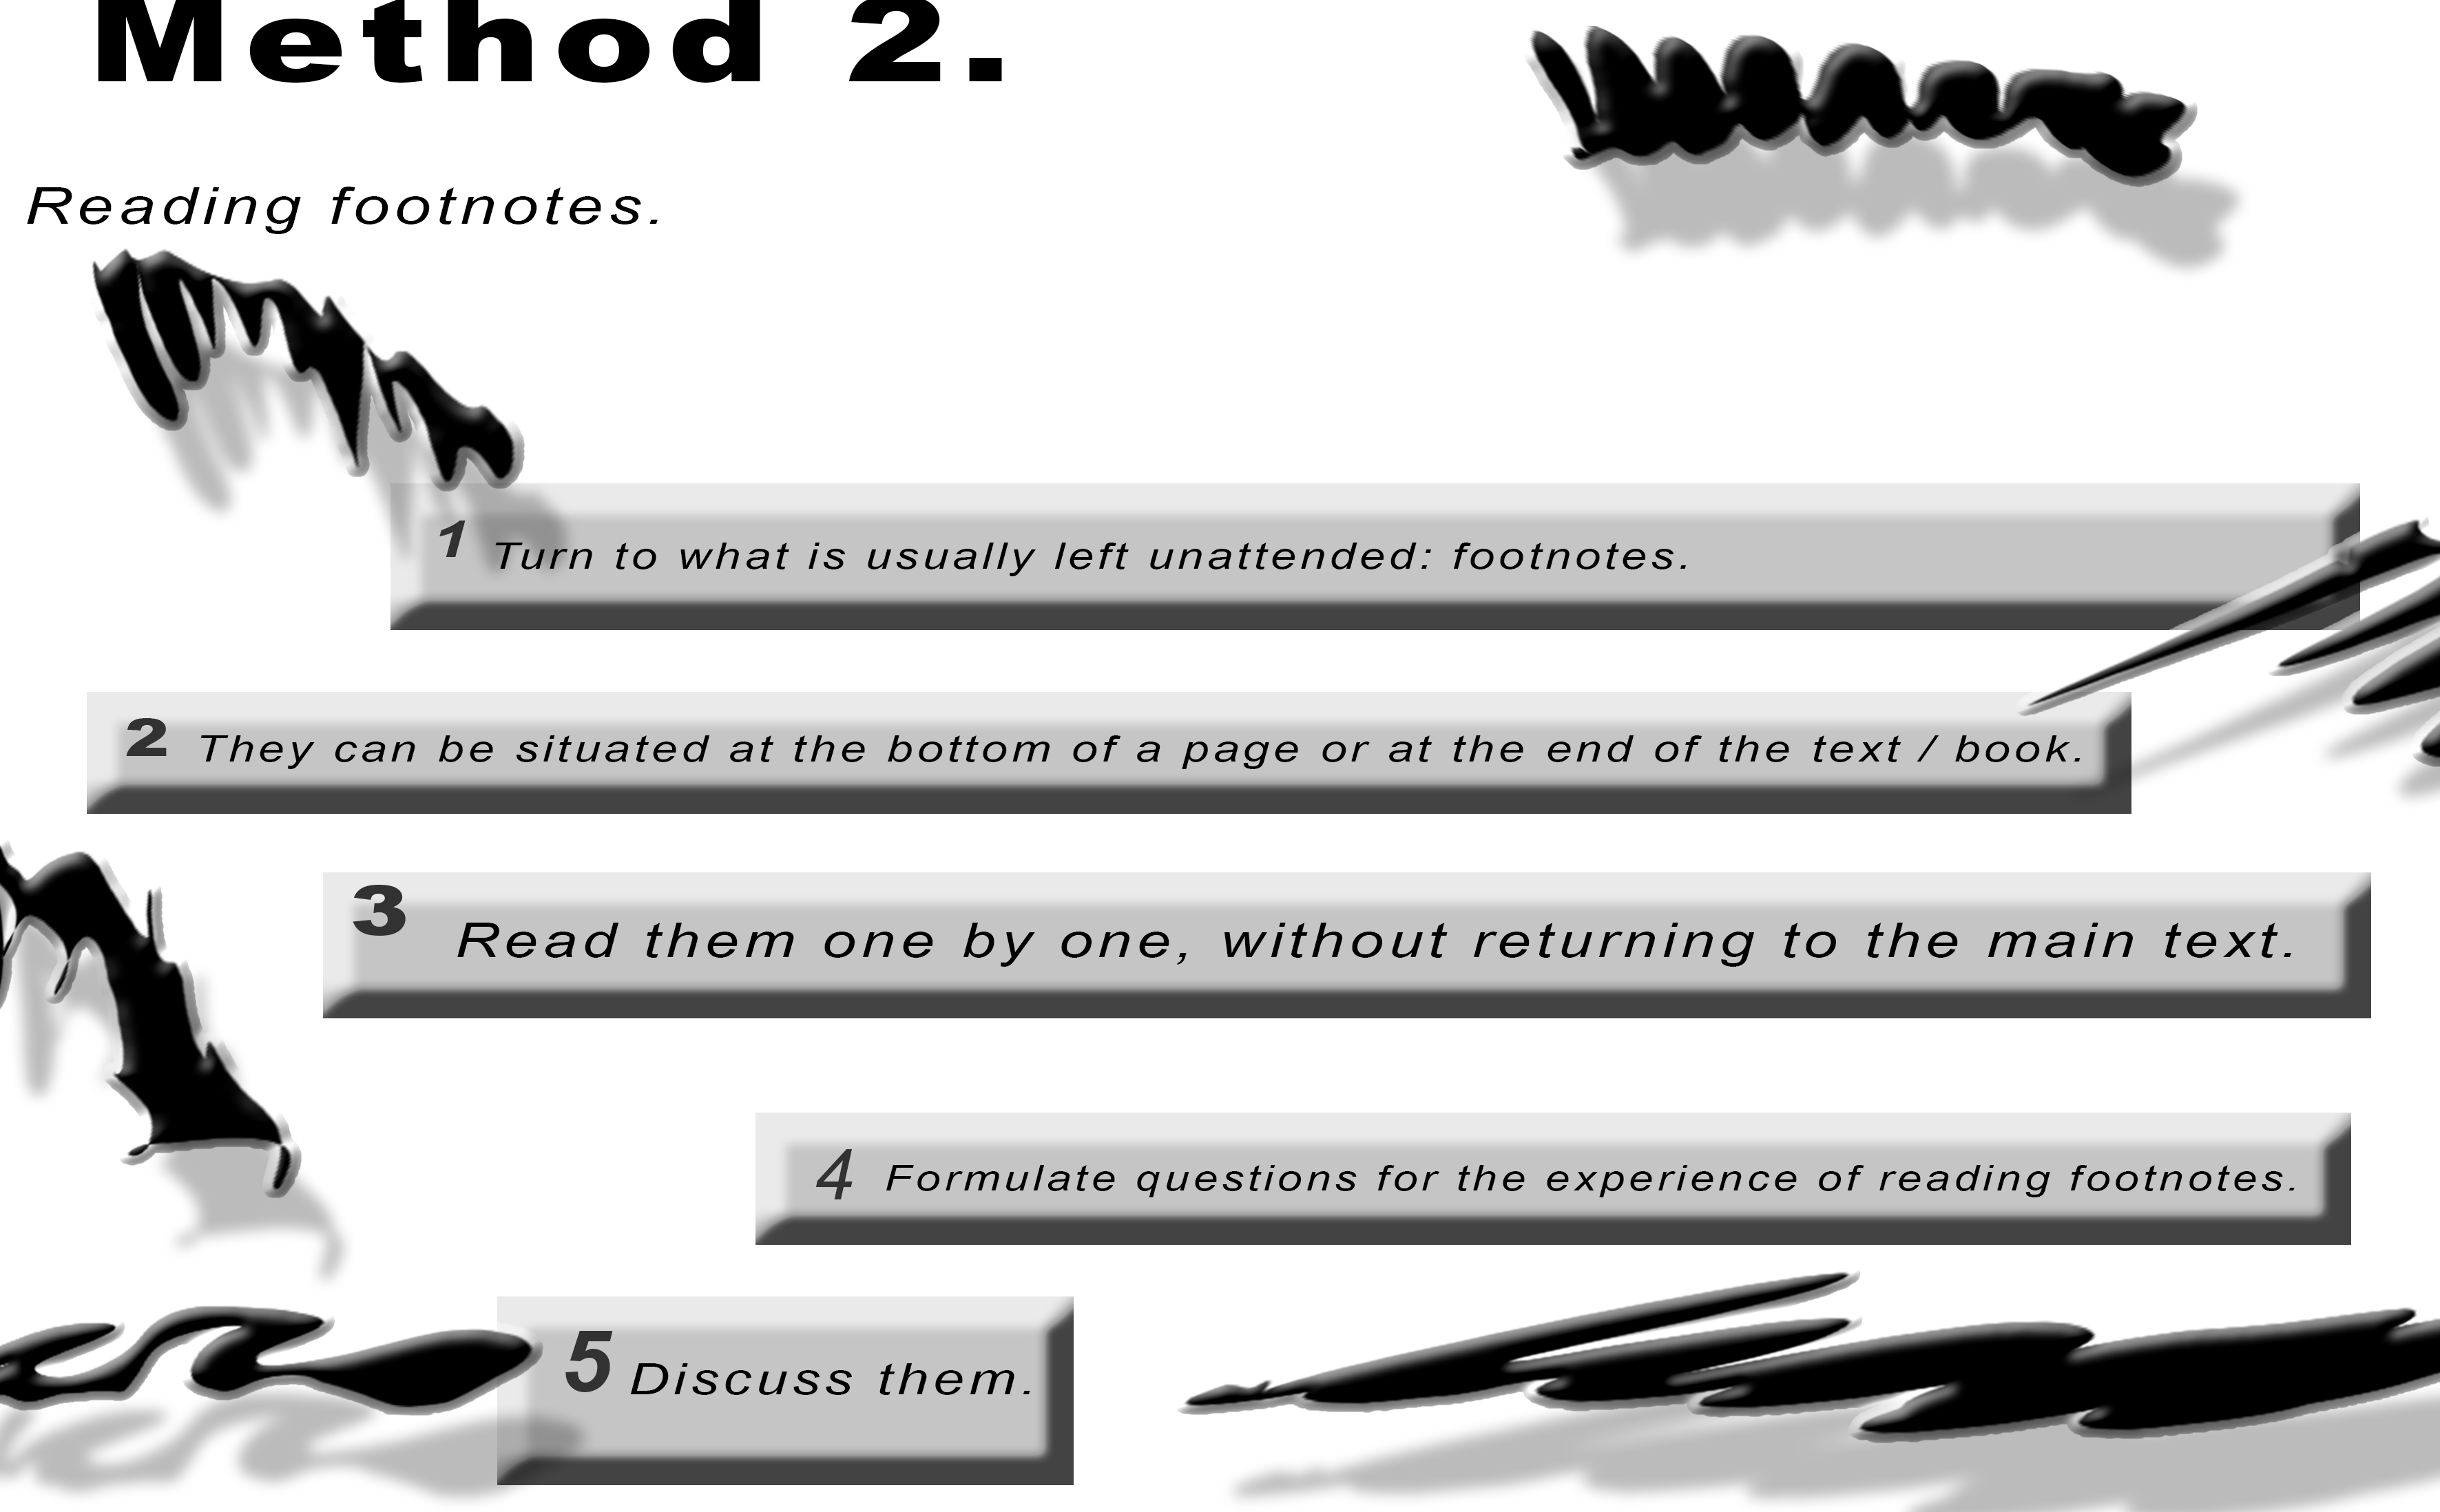 Method 2.
Reading footnotes.
1 Turn to what is usually left unattended: footnotes.
2 They can be situated at the bottom of a page or at the end of the text / book.
3 Read them one by one, without returning to the main text.
4 Formulate questions for the experience of reading footnotes.
5 Discuss them.